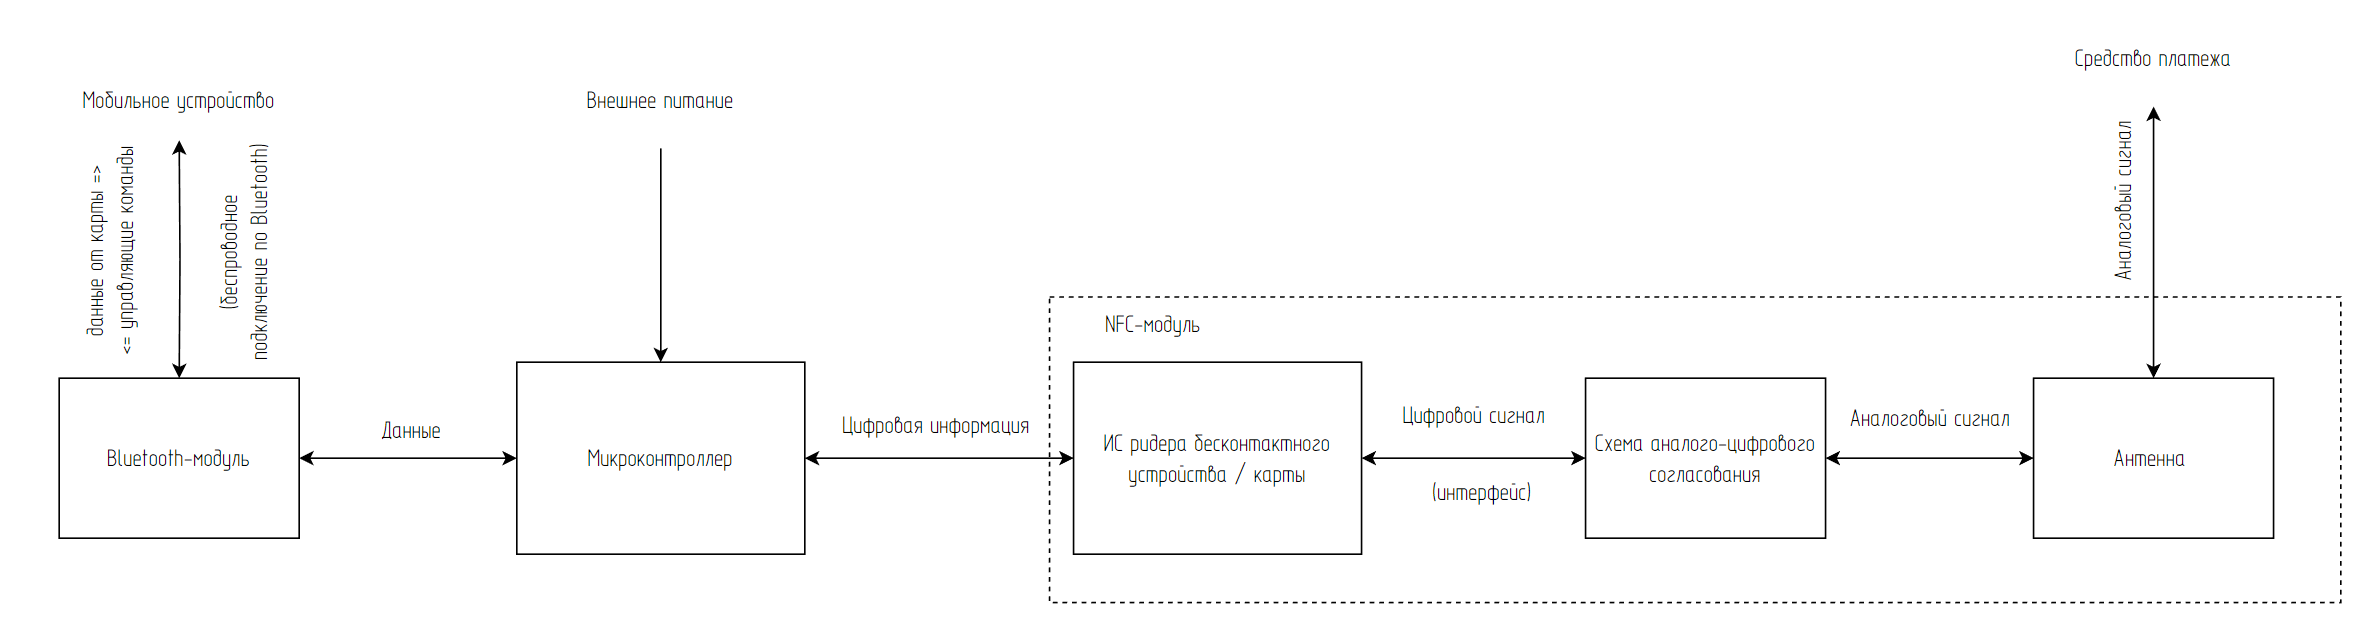 Средство платежа
Мобильное устройство
Внешнее питание
данные от карты =>
<= управляющие команды
(беспроводное
подключение по Bluetooth)
Аналоговый сигнал
NFC-модуль
Bluetooth-модуль
Данные
Микроконтроллер
Цифровая информация
ИС ридера бесконтактного
устройства / карты
Цифровой сигнал
(интерфейс)
Схема аналого-цифрового
согласования
Аналоговый сигнал
Антенна